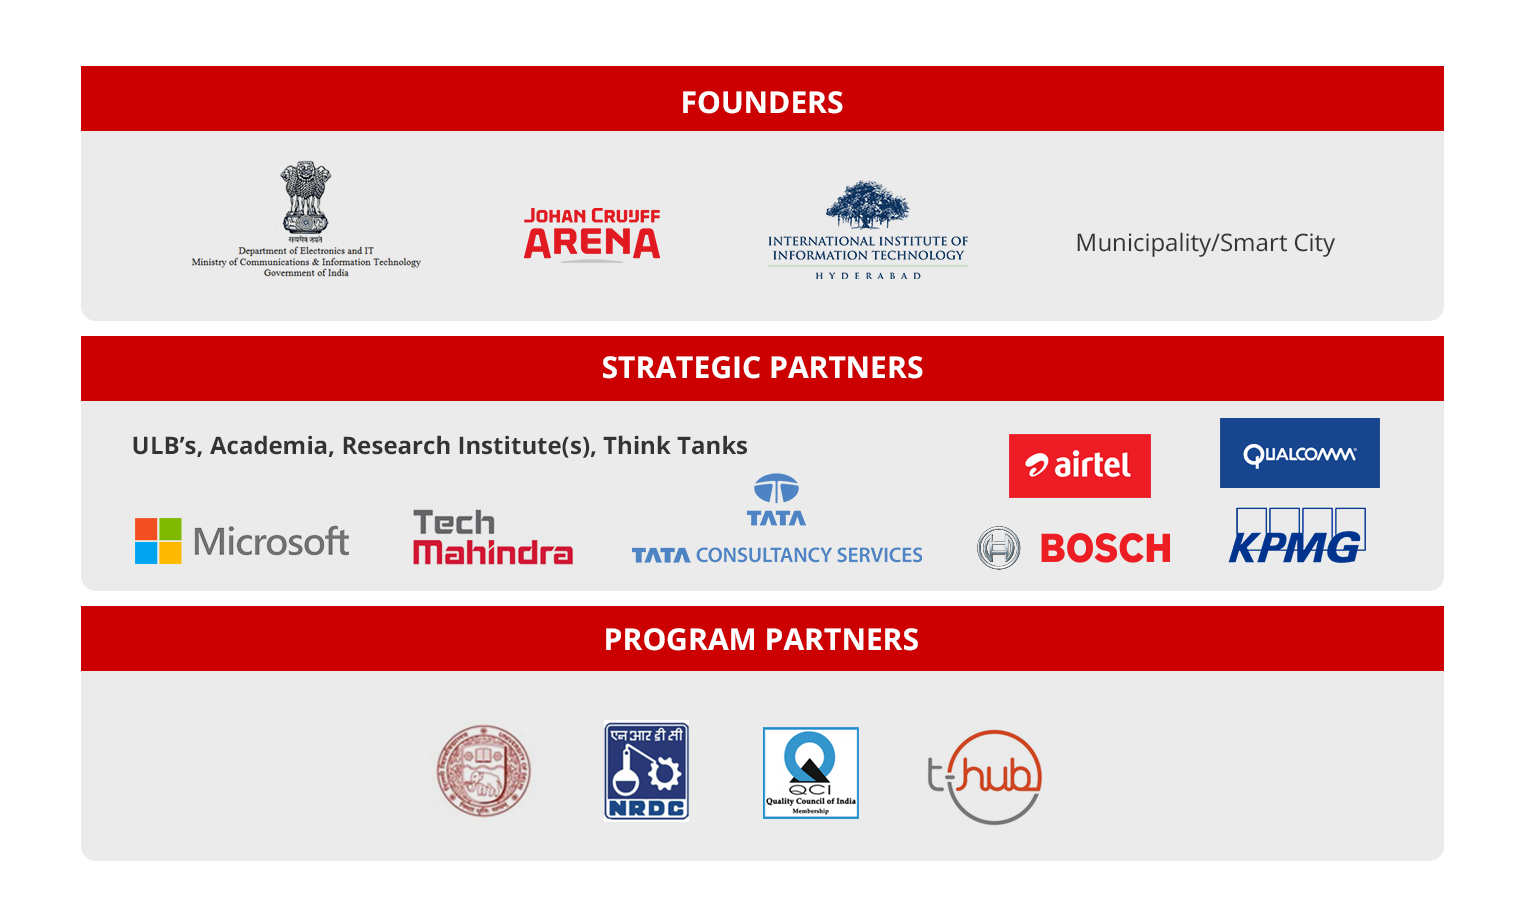 FOUNDERS
सत्यमेव जयते
Department of Electronics and IT
Ministry of Communications & Information Technology
Government of India
JOHAN CRUIJFF
ARENA
INTERNATIONAL INSTITUTE OF
INFORMATION TECHNOLOGY
HYDERABAD
Municipality/Smart City
STRATEGIC PARTNERS
ULB’s, Academia, Research Institute(s), Think Tanks
airtel
QUALCOMM
Microsoft
Tech
Mahindra
TATA
TATA CONSULTANCY SERVICES
BOSCH
KPMG
PROGRAM PARTNERS
एन आर डी सी
NRDC
QCI
Quality Council of India
Membership
t-hub